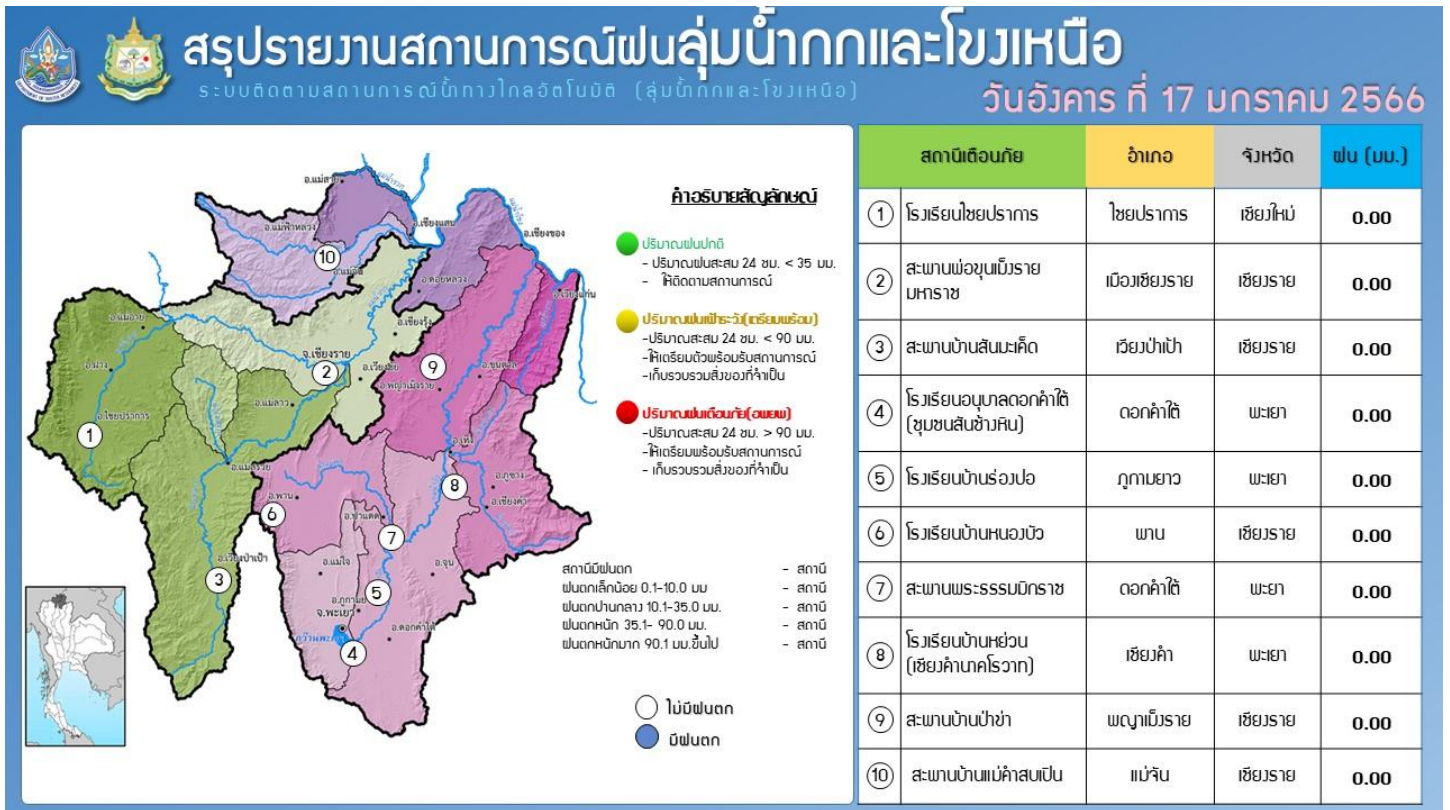 สรุปรายงานสถานการณ์ฝนลุ่มน้ำกกและโขงเหนือ
ระบบติดตามสถานการณ์น้ำทางไกลอัตโนมัติ (ลุ่มน้ำกกและโขงเหนือ)
วันอังคาร ที่ 17 มกราคม 2566
คำอธิบายสัญลักษณ์
ปริมาณฝนปกติ
- ปริมาณฝนสะสม 24 ชม. < 35 มม.
- ให้ติดตามสถานการณ์
ปริมาณฝนเฝ้าระวัง(เตรียมพร้อม)
-ปริมาณสะสม 24 ชม. < 90 มม.
-ให้เตรียมตัวพร้อมรับสถานการณ์
-เก็บรวบรวมสิ่งของที่จำเป็น
ปริมาณฝนเตือนภัย(อพยพ)
-ปริมาณสะสม 24 ชม. > 90 มม.
-ให้เตรียมพร้อมรับสถานการณ์
- เก็บรวบรวมสิ่งของที่จำเป็น
สถานีมีฝนตก - สถานี
ฝนตกเล็กน้อย 0.1-10.0 มม - สถานี
ฝนตกปานกลาง 10.1-35.0 มม. - สถานี
ฝนตกหนัก 35.1- 90.0 มม. - สถานี
ฝนตกหนักมาก 90.1 มม.ขึ้นไป - สถานี
ไม่มีฝนตก
มีฝนตก
อ.แม่สาย
อ.แม่ฟ้าหลวง
อ.เชียงแสน
อ.เชียงของ
10
อ.แม่จัน
อ.ดอยหลวง
อ.เวียงแก่น
อ.แม่อาย
อ.เชียงรุ้ง
จ.เชียงราย
2
อ.เวียงชัย
9
อ.ขุนตาล
อ.ฝาง
อ.พญาเม็งราย
อ.แม่ลาว
อ.ไชยปราการ
1
อ.เทิง
อ.แม่สรวย
8
อ.ภูซาง
อ.เชียงคำ
อ.พาน
6
อ.ป่าแดด
7
อ.เวียงป่าเป้า
3
อ.แม่ใจ
อ.จุน
5
อ.ภูกามยาว
จ.พะเยา
กว๊านพะเยา
4
อ.ดอกคำใต้
สถานีเตือนภัย อำเภอ จังหวัด ฝน (มม.)
1 โรงเรียนไชยปราการ ไชยปราการ เชียงใหม่ 0.00
2 สะพานพ่อขุนเม็งราย
มหาราช เมืองเชียงราย เชียงราย 0.00
3 สะพานบ้านสันมะเค็ด เวียงป่าเป้า เชียงราย 0.00
4 โรงเรียนอนุบาลดอกคำใต้
(ชุมชนสันช้างหิน) ดอกคำใต้ พะเยา 0.00
5 โรงเรียนบ้านร่องปอ ภูกามยาว พะเยา 0.00
6 โรงเรียนบ้านหนองบัว พาน เชียงราย 0.00
7 สะพานพระธรรมมิกราช ดอกคำใต้ พะเยา 0.00
8 โรงเรียนบ้านหย่วน
(เชียงคำนาคโรวาท) เชียงคำ พะเยา 0.00
9 สะพานบ้านป่าข่า พญาเม็งราย เชียงราย 0.00
10 สะพานบ้านแม่คำสบเปิน แม่จัน เชียงราย 0.00